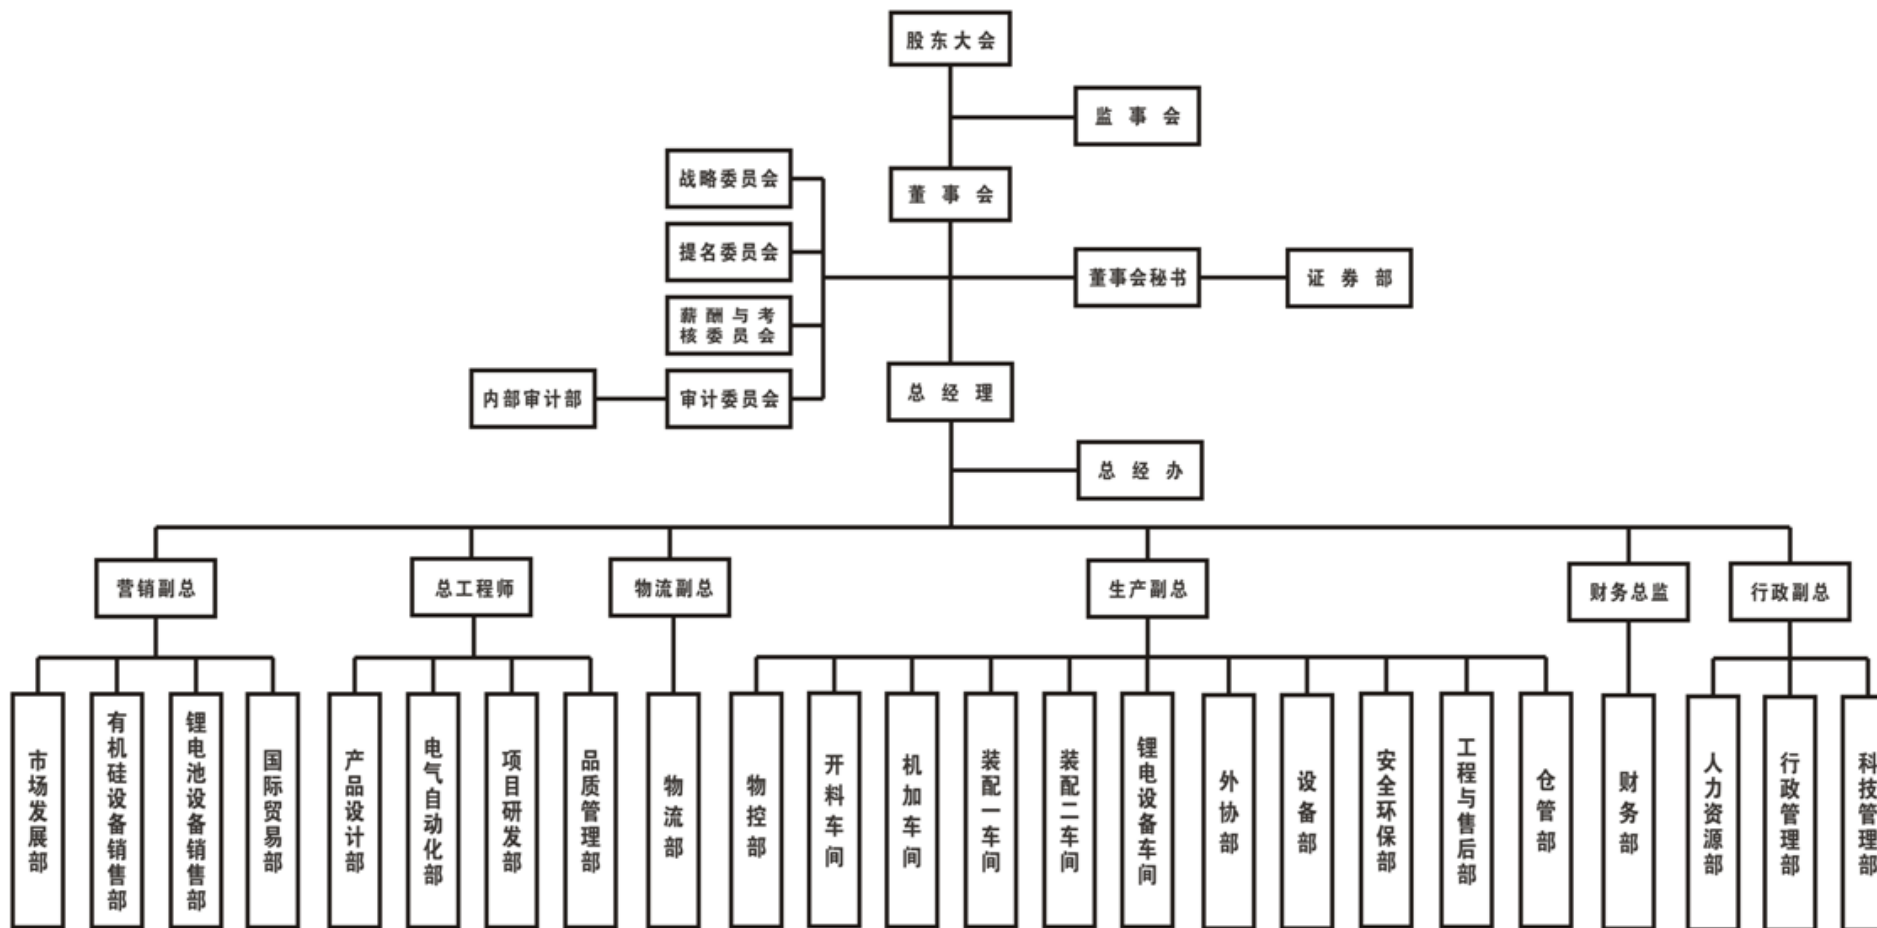 股东大会
监事会
战略委员会
董事会
提名委员会
董事会秘书
证券部
薪酬与考
核委员会
内部审计部
审计委员会
总经理
总经办
营销副总
总工程师
物流副总
生产副总
财务总监
行政副总
市场发展部
有机硅设备销售部
锂电池设备销售部
国际贸易部
产品设计部
电气自动化部
项目研发部
品质管理部
物流部
物控部
开料车间
机加车间
装配一车间
装配二车间
锂电设备车间
外协部
设备部
安全环保部
工程与售后部
仓管部
财务部
人力资源部
行政管理部
科技管理部